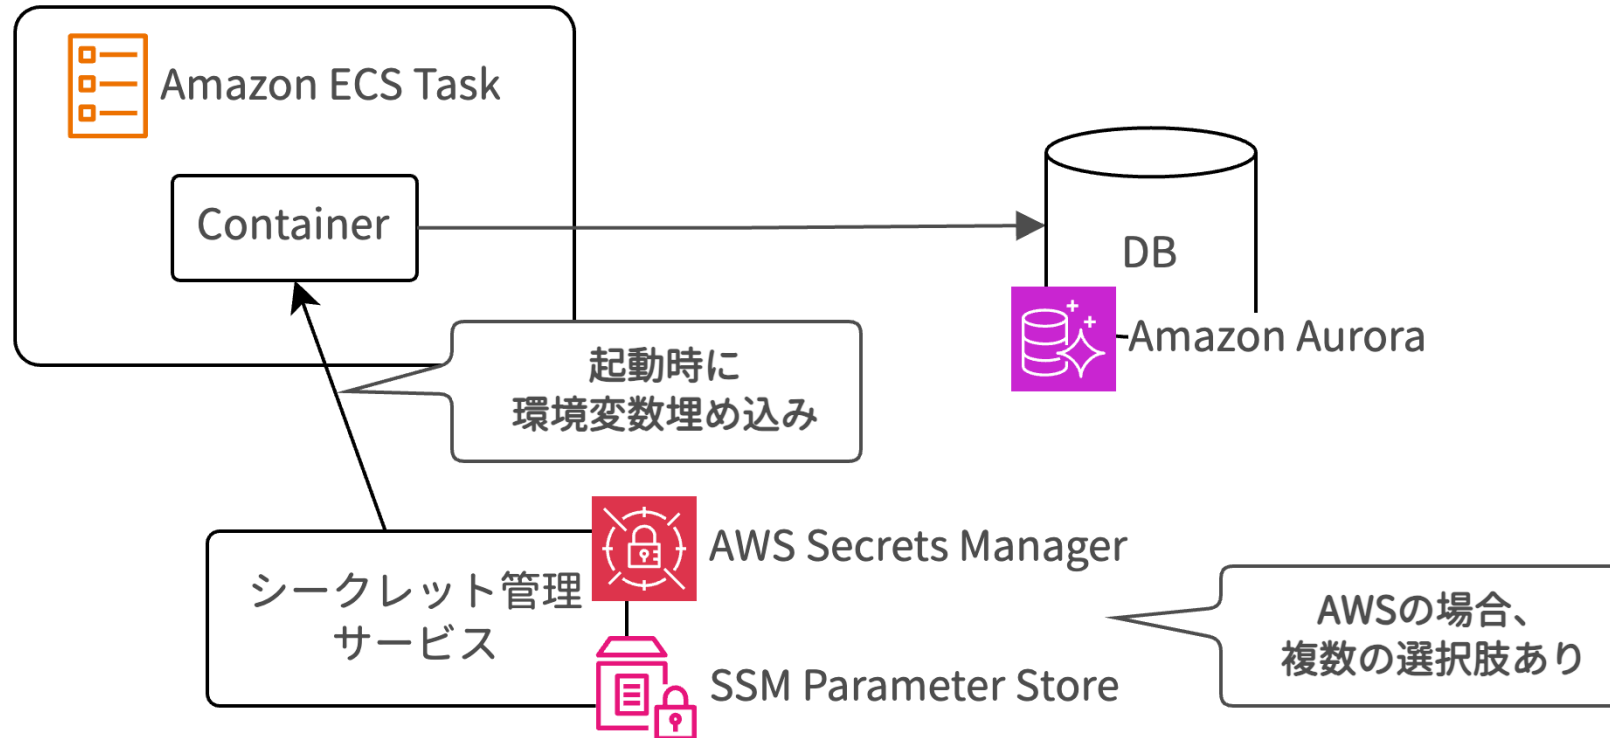 Amazon ECS Task
Container
DB
Amazon Aurora
起動時に
環境変数埋め込み
シークレット管理
サービス
AWS Secrets Manager
SSM Parameter Store
AWSの場合、
複数の選択肢あり